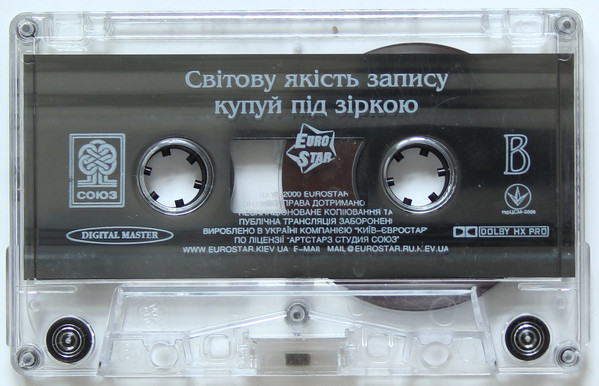 Світову якість запису
купуй під зіркою
EURO
STAR
СОЮЗ
B
2000 EUROSTAR
ПРАВА ДОТРИМАНО
КОПІЮВАННЯ ТА
ПУБЛІЧНА ТРАНСЛЯЦІЯ ЗАБОРОНЕНІ
ВИРОБЛЕНО В УКРАЇНІ КОМПАНІЄЮ "КИЇВ-ЄВРОСТАР"
ПО ЛІЦЕНЗІЇ "АРТСТАРЗ СТУДИЯ СОЮЗ"
WWW.EUROSTAR.KIEV.UA E-MAIL MAIL@EUROSTAR.RU.KIEV.UA
DIGITAL MASTER
DOLBY HX PRO